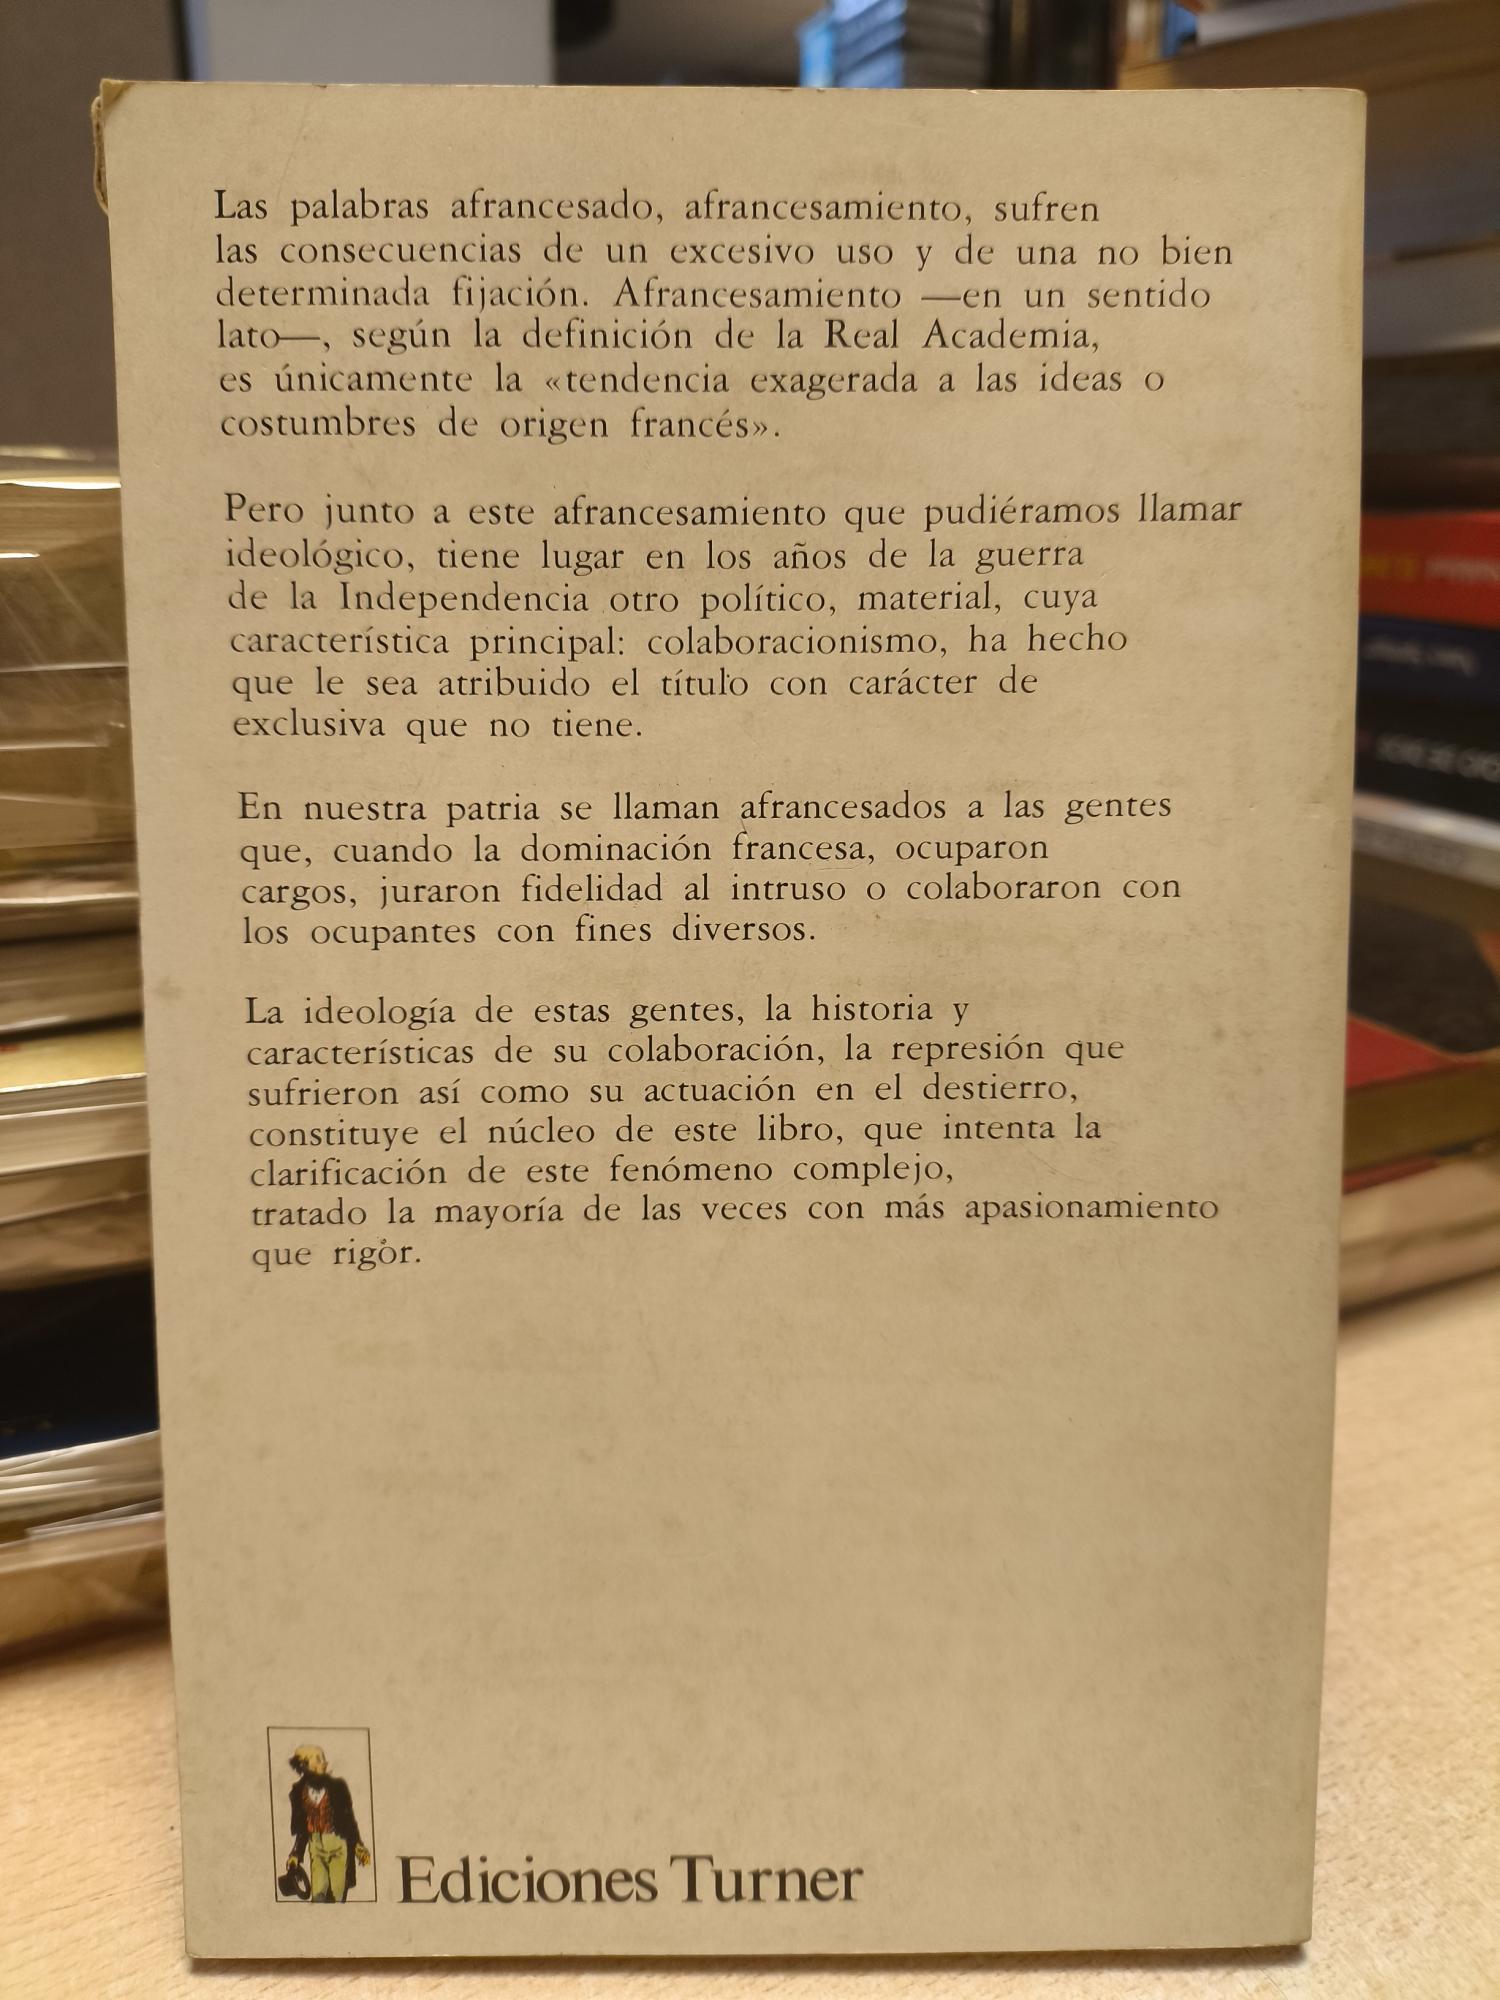 Las palabras afrancesado, afrancesamiento, sufren
las consecuencias de un excesivo uso y de una no bien
determinada fijación. Afrancesamiento —en un sentido
lato—, según la definición de la Real Academia,
es únicamente la «tendencia exagerada a las ideas o
costumbres de origen francés».
Pero junto a este afrancesamiento que pudiéramos llamar
ideológico, tiene lugar en los años de la guerra
de la Independencia otro político, material, cuya
característica principal: colaboracionismo, ha hecho
que le sea atribuido el título con carácter de
exclusiva que no tiene.
En nuestra patria se llaman afrancesados a las gentes
que, cuando la dominación francesa, ocuparon
cargos, juraron fidelidad al intruso o colaboraron con
los ocupantes con fines diversos.
La ideología de estas gentes, la historia y
características de su colaboración, la represión que
sufrieron así como su actuación en el destierro,
constituye el núcleo de este libro, que intenta la
clarificación de este fenómeno complejo,
tratado la mayoría de las veces con más apasionamiento
que rigor.
Ediciones Turner